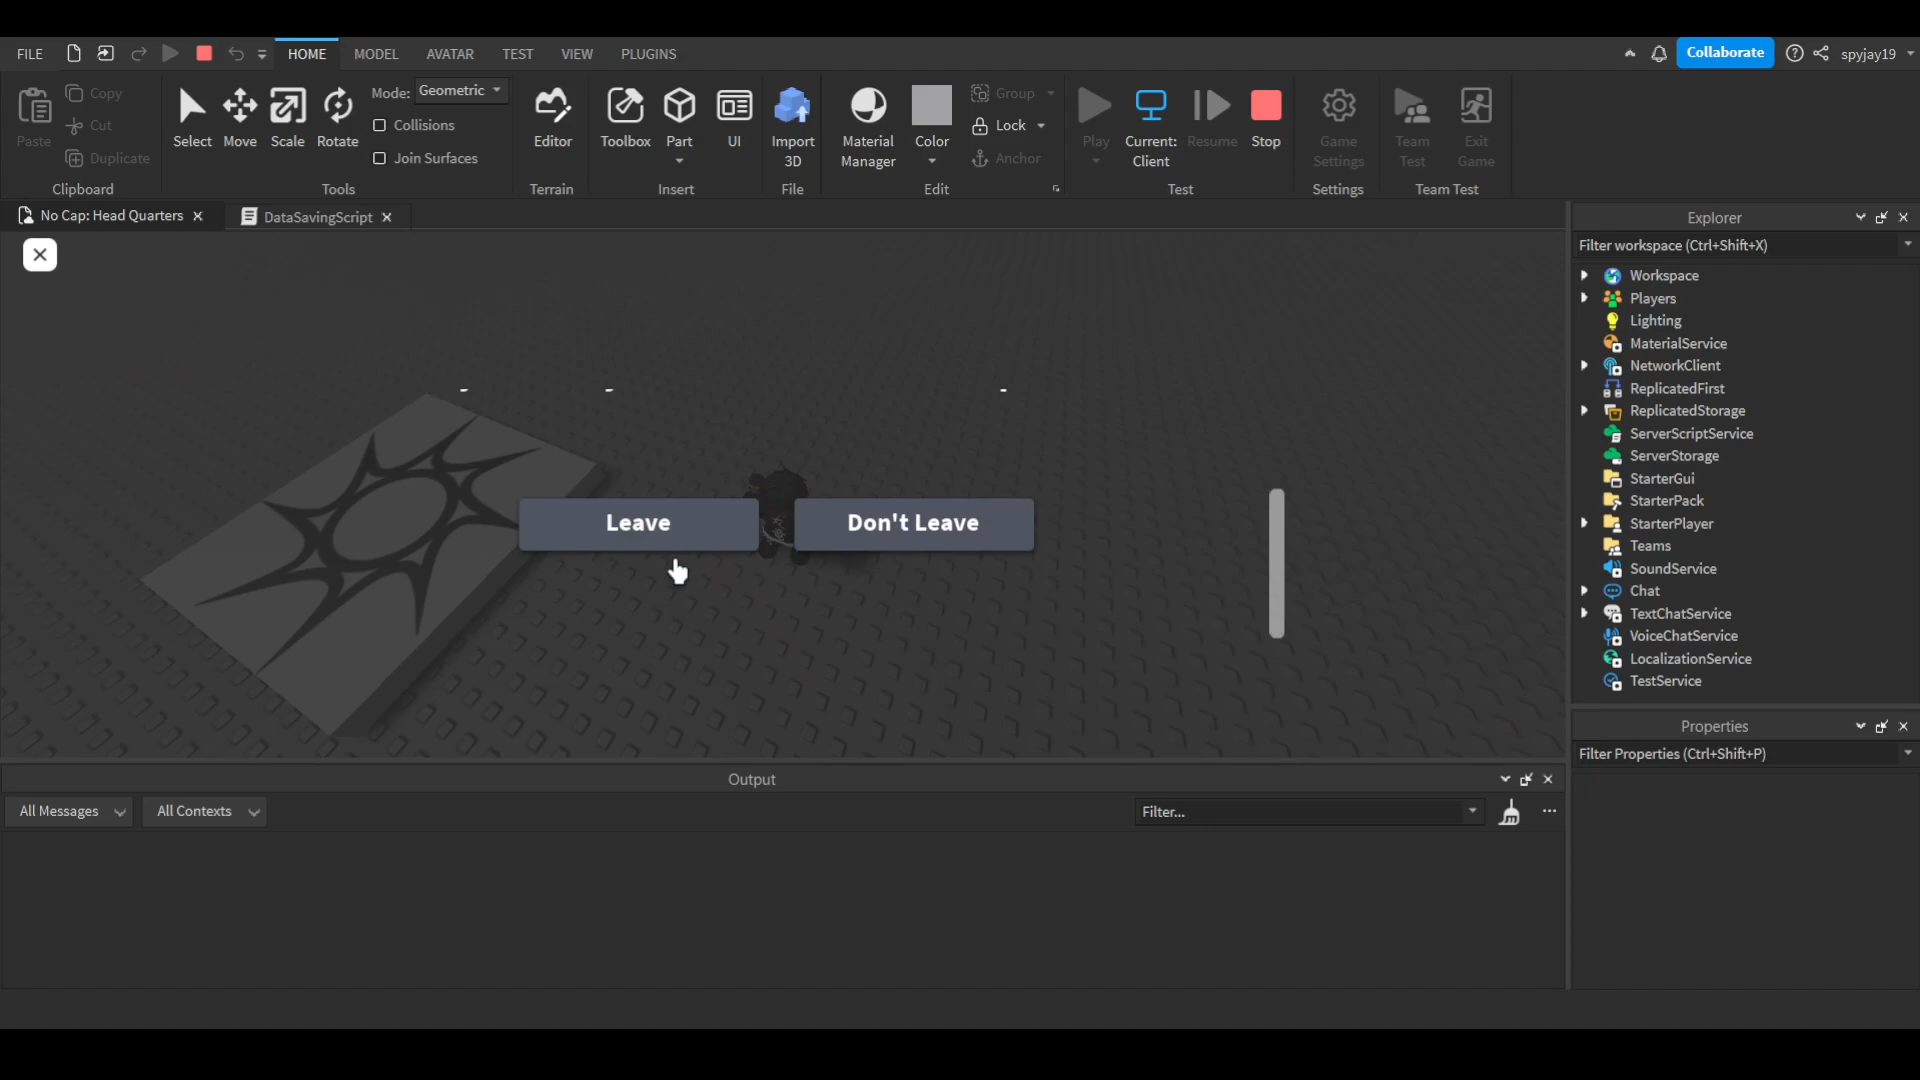 FILE
HOME
MODEL
AVATAR
TEST
VIEW
PLUGINS
Collaborate
spyjay19
Paste
Copy
Cut
Duplicate
Clipboard
Select
Move
Scale
Rotate
Mode: Geometric
Collisions
Join Surfaces
Tools
Editor
Terrain
Toolbox
Part
UI
Insert
Import
3D
File
Material
Manager
Color
Group
Lock
Anchor
Edit
Play
Current:
Client
Resume
Stop
Test
Game
Settings
Settings
Team
Test
Exit
Game
Team Test
No Cap: Head Quarters
DataSavingScript
Leave
Don't Leave
Explorer
Filter workspace (Ctrl+Shift+X)
Workspace
Players
Lighting
MaterialService
NetworkClient
ReplicatedFirst
ReplicatedStorage
ServerScriptService
ServerStorage
StarterGui
StarterPack
StarterPlayer
Teams
SoundService
Chat
TextChatService
VoiceChatService
LocalizationService
TestService
Properties
Filter Properties (Ctrl+Shift+P)
Output
All Messages
All Contexts
Filter...